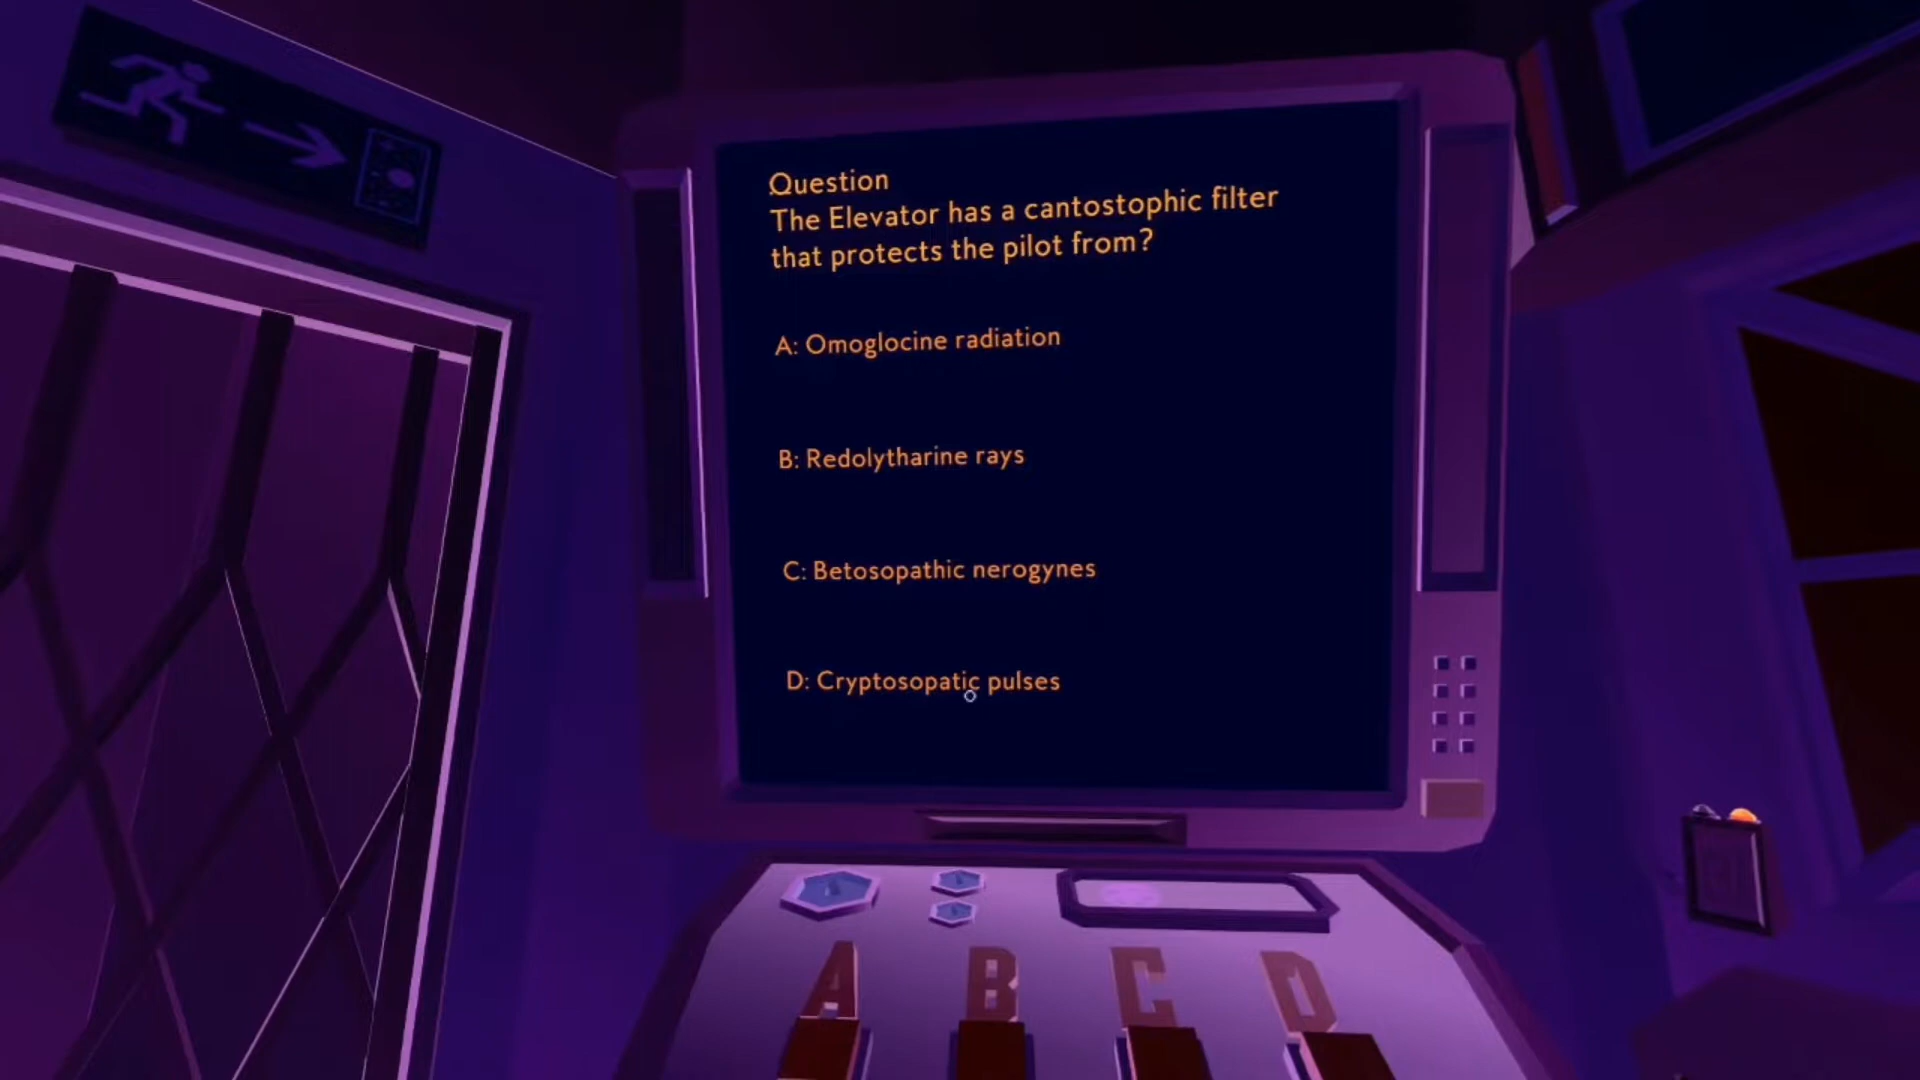 Question
The Elevator has a cantostophic filter
that protects the pilot from?
A: Omoglocine radiation
B: Redolytharine rays
C: Betosopathic nerogynes
D: Cryptosopatic pulses
A B C D